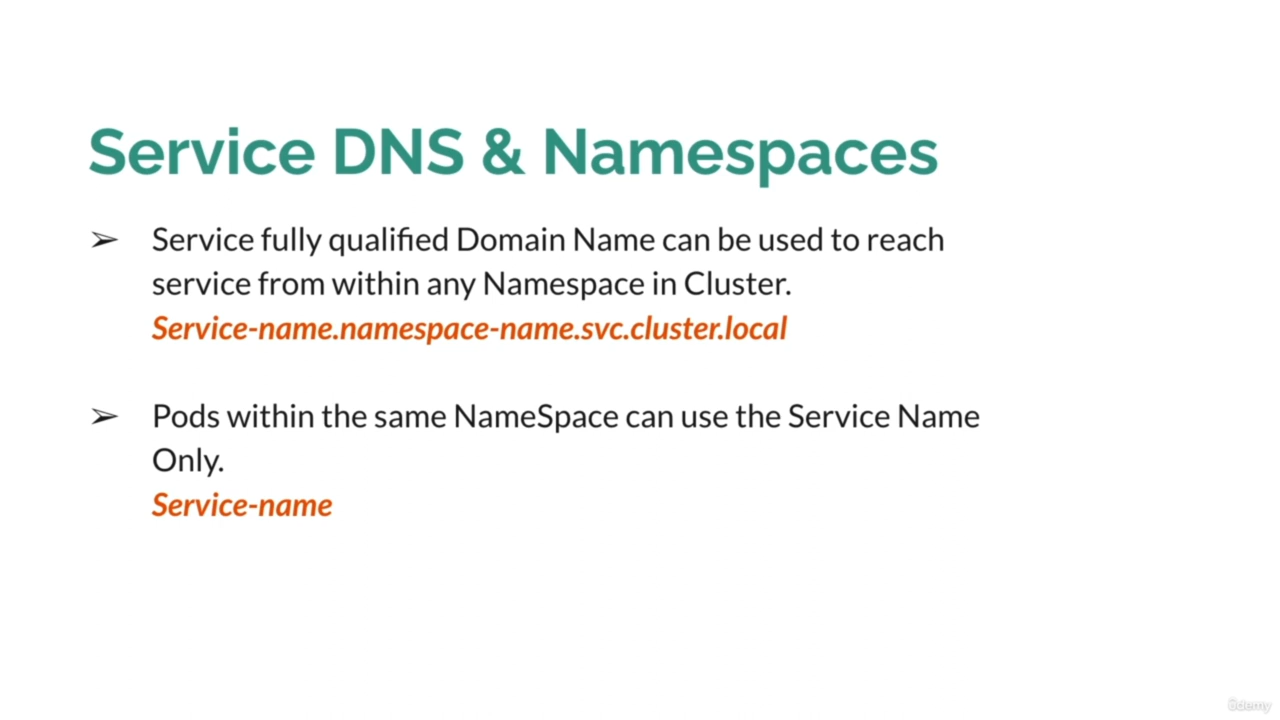 Service DNS & Namespaces
➢ Service fully qualified Domain Name can be used to reach
service from within any Namespace in Cluster.
Service-name.namespace-name.svc.cluster.local
➢ Pods within the same NameSpace can use the Service Name
Only.
Service-name
ûdemy